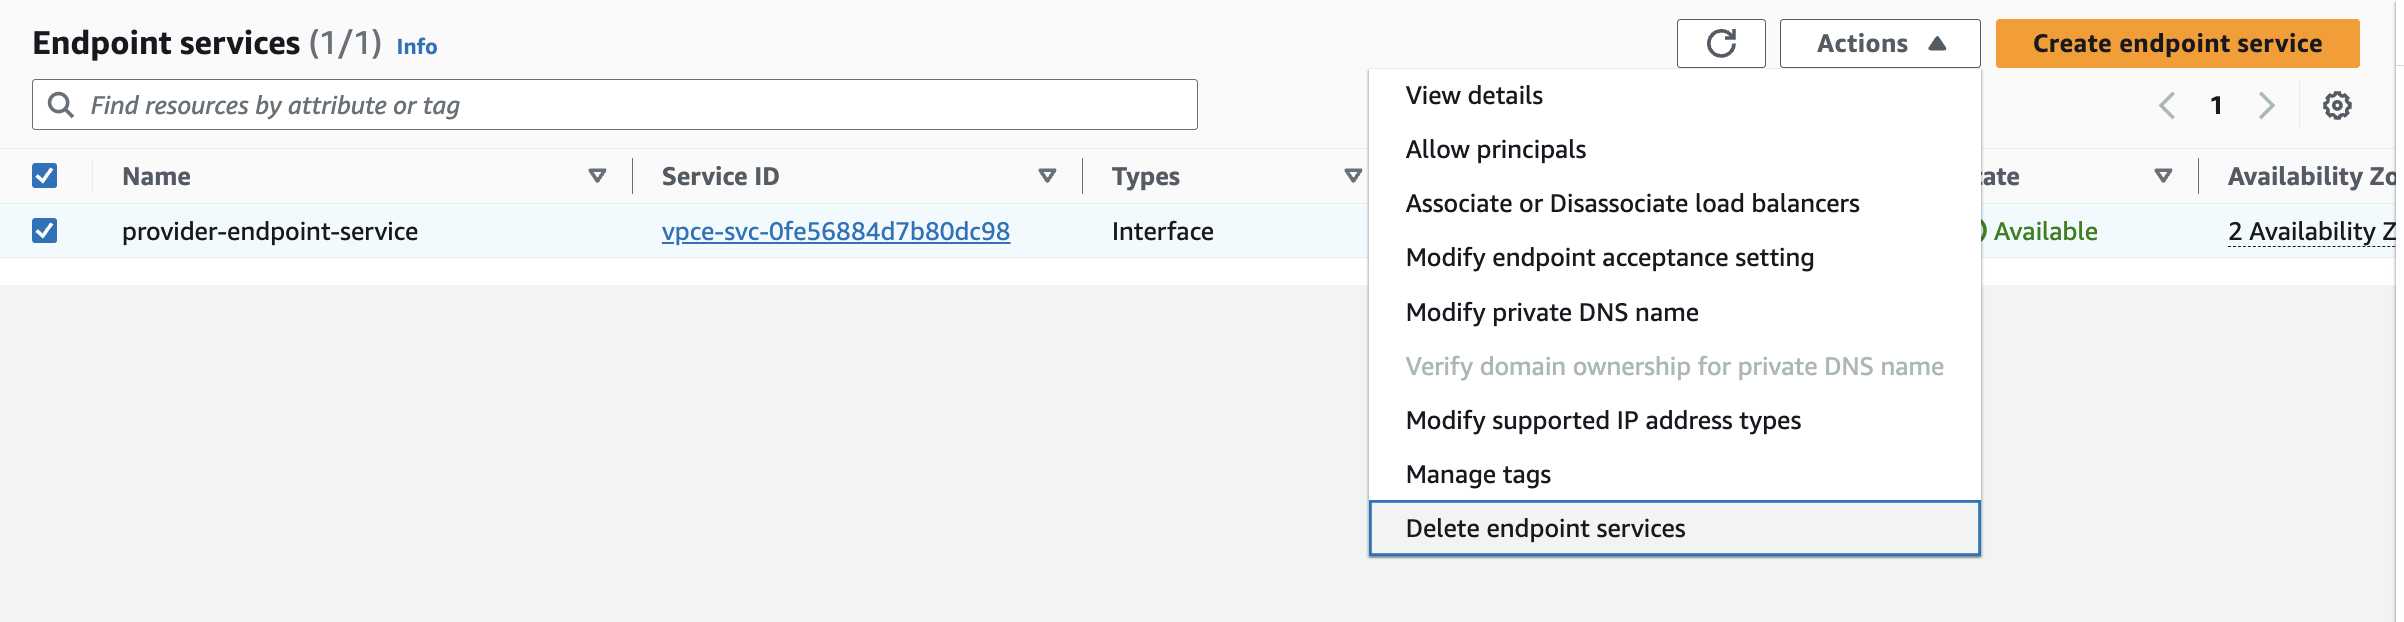 Endpoint services (1/1) Info
Actions
Create endpoint service
Find resources by attribute or tag
1
Name
Service ID
Types
ate
Availability Zo
provider-endpoint-service
vpce-svc-0fe56884d7b80dc98
Interface
Available
2 Availability Z
View details
Allow principals
Associate or Disassociate load balancers
Modify endpoint acceptance setting
Modify private DNS name
Verify domain ownership for private DNS name
Modify supported IP address types
Manage tags
Delete endpoint services